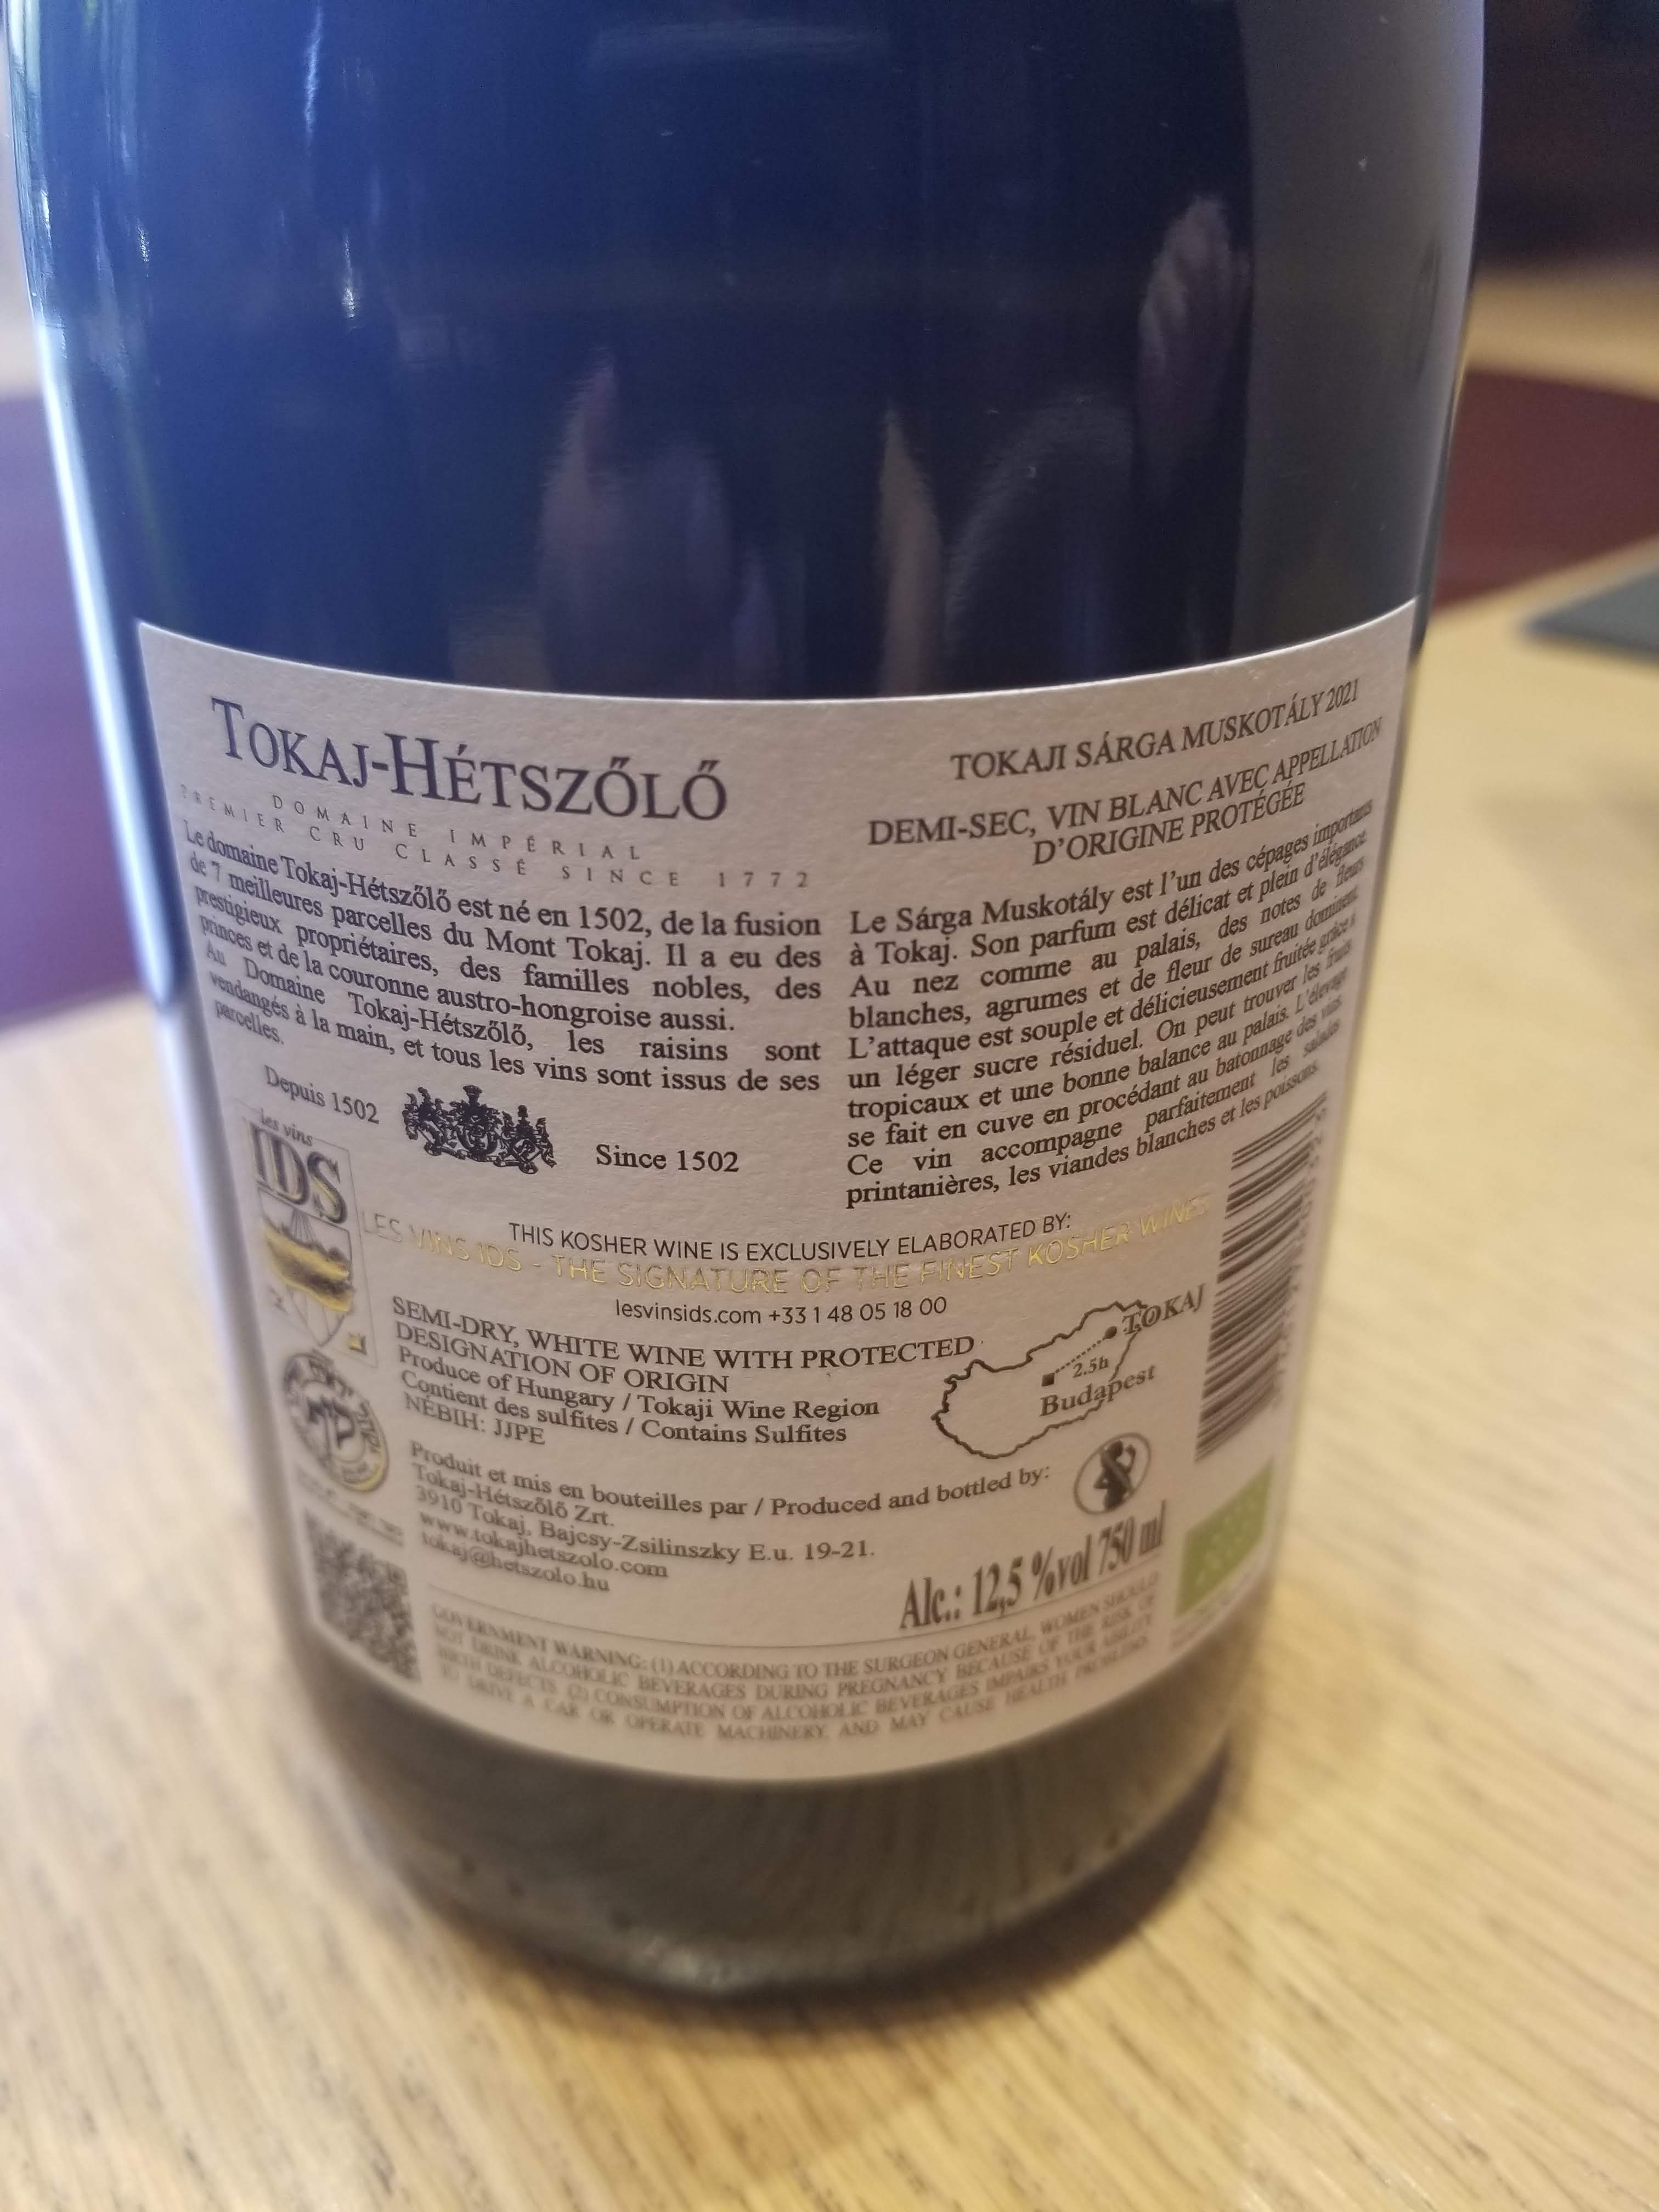 TOKAJ-HÉTSZŐLŐ
DOMAINE IMPÉRIAL
PREMIER CRU CLASSÉ SINCE 1772
Le domaine Tokaj-Hétszőlő est né en 1502, de la fusion
de 7 meilleures parcelles du Mont Tokaj. Il a eu des
prestigieux propriétaires, des familles nobles, des
princes et de la couronne austro-hongroise aussi.
Au Domaine Tokaj-Hétszőlő, les raisins sont
vendangés à la main, et tous les vins sont issus de ses
parcelles.
Depuis 1502
Since 1502
TOKAJI SÁRGA MUSKOTÁLY 2021
DEMI-SEC, VIN BLANC AVEC APPELLATION
D'ORIGINE PROTÉGÉE
Le Sárga Muskotály est l'un des cépages importants
à Tokaj. Son parfum est délicat et plein d'élégance.
Au nez comme au palais, des notes de fleurs
blanches, agrumes et de fleur de sureau dominent.
L'attaque est souple et délicieusement fruitée grâce à
un léger sucre résiduel. On peut trouver les fruits
tropicaux et une bonne balance au palais. L'élevage
se fait en cuve en procédant au batonnage des vins.
Ce vin accompagne parfaitement les salades
printanières, les viandes blanches et les poissons.
les vins
IDS
THIS KOSHER WINE IS EXCLUSIVELY ELABORATED BY:
LES VINS IDS - THE SIGNATURE OF THE FINEST KOSHER WINES
lesvinsids.com +33 1 48 05 18 00
SEMI-DRY, WHITE WINE WITH PROTECTED
DESIGNATION OF ORIGIN
Produce of Hungary / Tokaji Wine Region
Contient des sulfites / Contains Sulfites
NÉBIH: JJPE
TOKAJ
2.5h
Budapest
Produit et mis en bouteilles par / Produced and bottled by:
Tokaj-Hétszőlő Zrt.
3910 Tokaj, Bajcsy-Zsilinszky E.u. 19-21.
www.tokajhetszolo.com
tokaj@hetszolo.hu
Alc.: 12,5 %vol 750 ml
GOVERNMENT WARNING: (1) ACCORDING TO THE SURGEON GENERAL, WOMEN SHOULD
NOT DRINK ALCOHOLIC BEVERAGES DURING PREGNANCY BECAUSE OF THE RISK OF
BIRTH DEFECTS. (2) CONSUMPTION OF ALCOHOLIC BEVERAGES IMPAIRS YOUR ABILITY
TO DRIVE A CAR OR OPERATE MACHINERY, AND MAY CAUSE HEALTH PROBLEMS.